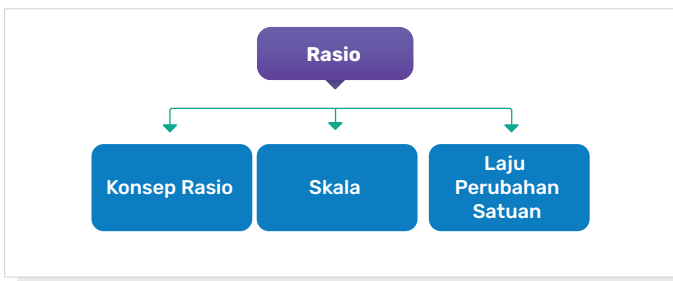 Rasio
Konsep Rasio
Skala
Laju
Perubahan
Satuan